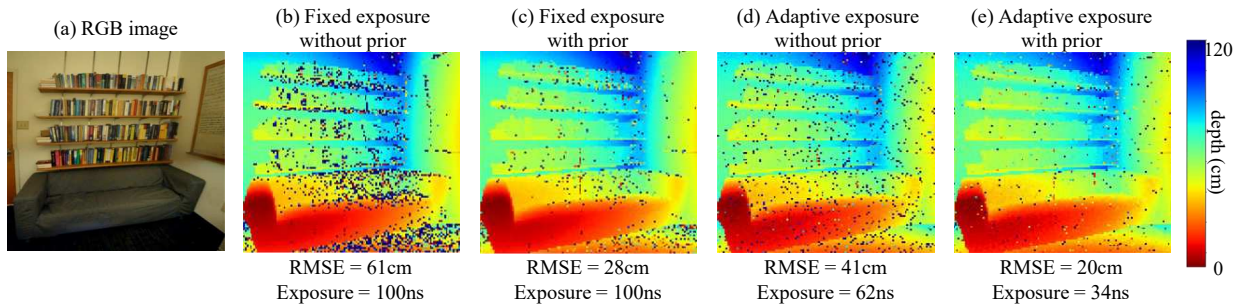 (a) RGB image
(b) Fixed exposure
without prior
(c) Fixed exposure
with prior
(d) Adaptive exposure
without prior
(e) Adaptive exposure
with prior
120
depth (cm)
0
RMSE = 61cm
Exposure = 100ns
RMSE = 28cm
Exposure = 100ns
RMSE = 41cm
Exposure = 62ns
RMSE = 20cm
Exposure = 34ns